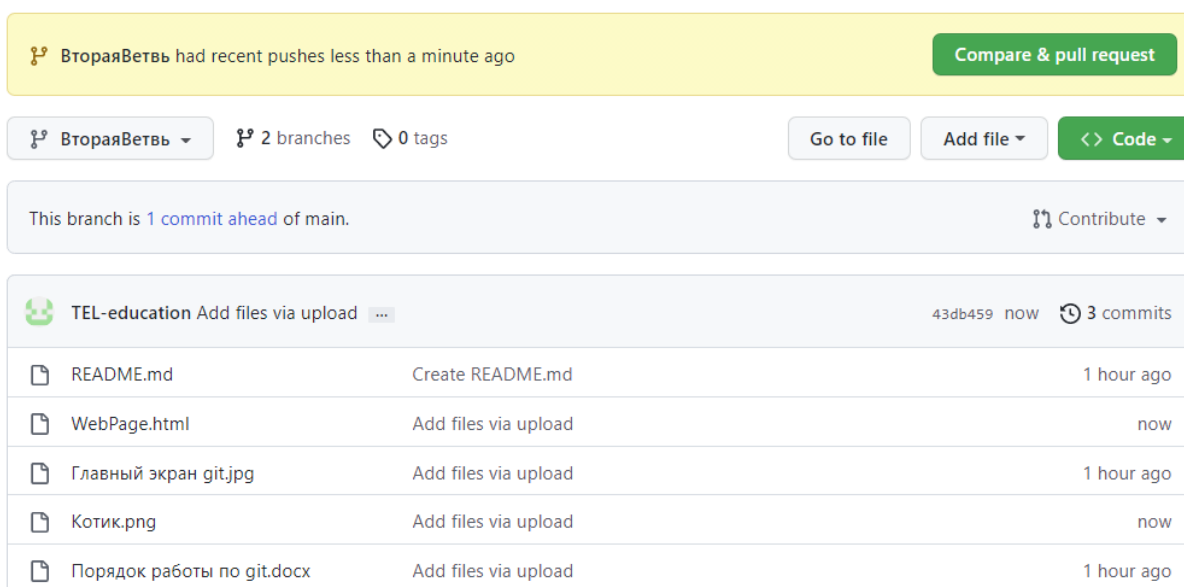 ВтораяВетвь had recent pushes less than a minute ago Compare & pull request
ВтораяВетвь 2 branches 0 tags Go to file Add file <> Code
This branch is 1 commit ahead of main. Contribute
TEL-education Add files via upload ... 43db459 now 3 commits
README.md Create README.md 1 hour ago
WebPage.html Add files via upload now
Главный экран git.jpg Add files via upload 1 hour ago
Котик.png Add files via upload now
Порядок работы по git.docx Add files via upload 1 hour ago